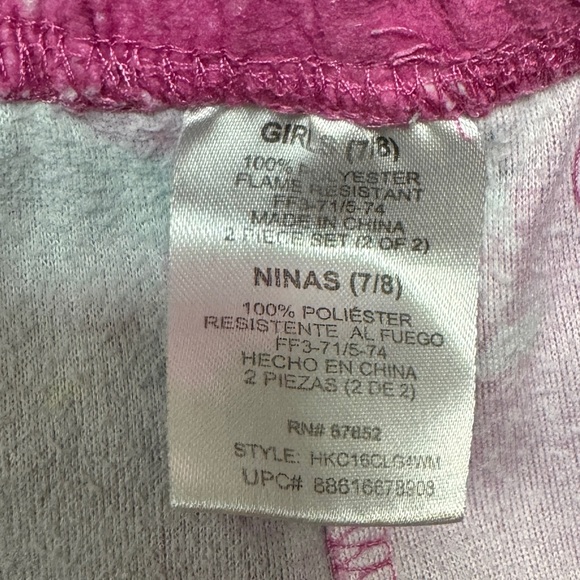 GIRLS (7/8)
100% POLYESTER
FLAME RESISTANT
FF3-71/5-74
MADE IN CHINA
2 PIECE SET (2 OF 2)
NINAS (7/8)
100% POLIÉSTER
RESISTENTE AL FUEGO
FF3-71/5-74
HECHO EN CHINA
2 PIEZAS (2 DE 2)
RN# 67652
STYLE: HKC16CLG4WM
UPC# 88616678908